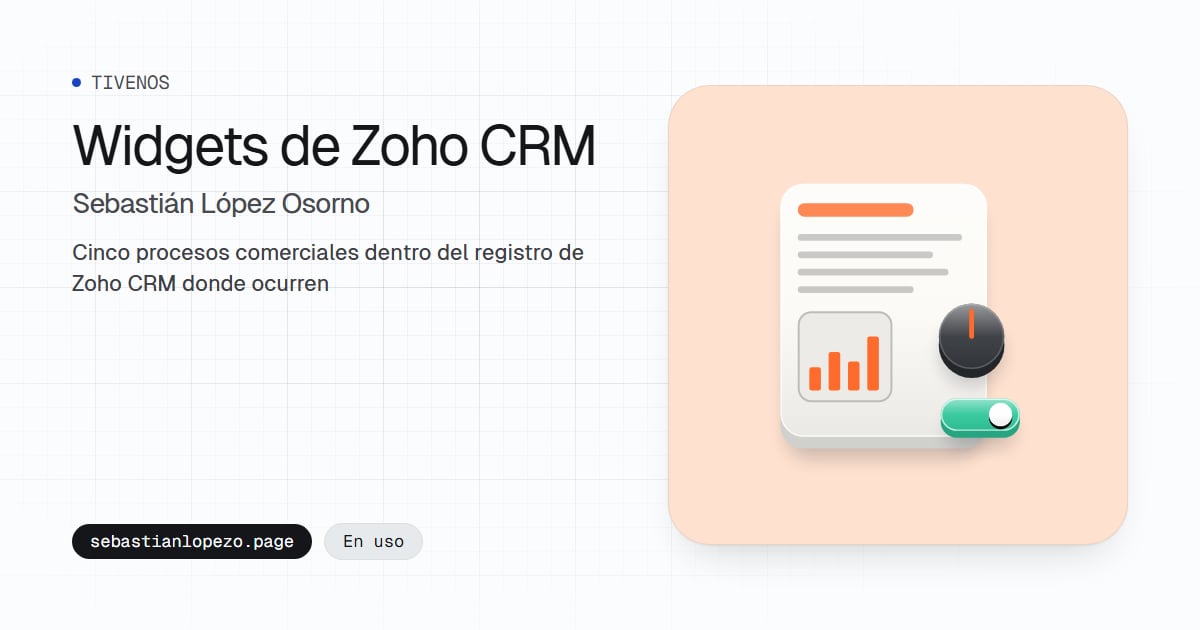 TIVENOS
Widgets de Zoho CRM
Sebastián López Osorno
Cinco procesos comerciales dentro del registro de
Zoho CRM donde ocurren
sebastianlopezo.page
En uso